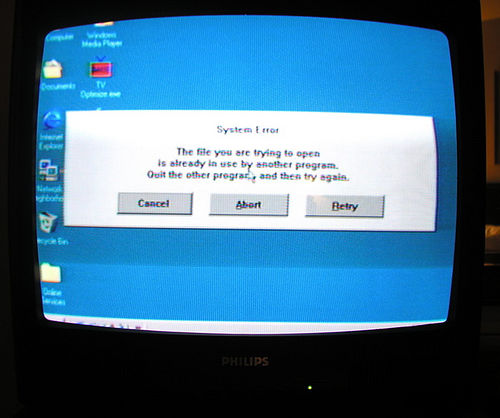 Computer
Windows
Media Player
Documents
TV
Optimize.exe
Internet
Explorer
System Error
The file you are trying to open
is already in use by another program.
Quit the other program, and then try again.
Cancel
Abort
Retry
Network
ighborho
ecycle Bin
Online
Services
PHILIPS